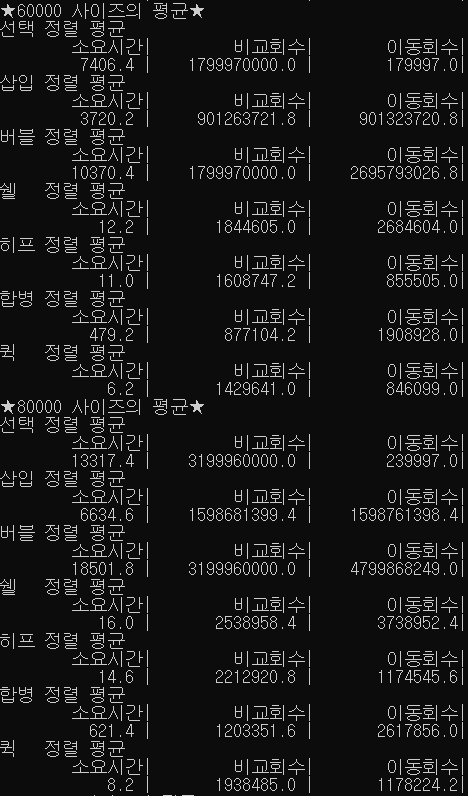 ★60000 사이즈의 평균★
선택 정렬 평균
소요시간| 비교회수| 이동회수|
7406.4 | 1799970000.0 | 179997.0|
삽입 정렬 평균
소요시간| 비교회수| 이동회수|
3720.2 | 901263721.8 | 901323720.8|
버블 정렬 평균
소요시간| 비교회수| 이동회수|
10370.4 | 1799970000.0 | 2695793026.8|
쉘 정렬 평균
소요시간| 비교회수| 이동회수|
12.2 | 1844605.0 | 2684604.0|
히프 정렬 평균
소요시간| 비교회수| 이동회수|
11.0 | 1608747.2 | 855505.0|
합병 정렬 평균
소요시간| 비교회수| 이동회수|
479.2 | 877104.2 | 1908928.0|
퀵 정렬 평균
소요시간| 비교회수| 이동회수|
6.2 | 1429641.0 | 846099.0|
★80000 사이즈의 평균★
선택 정렬 평균
소요시간| 비교회수| 이동회수|
13317.4 | 3199960000.0 | 239997.0|
삽입 정렬 평균
소요시간| 비교회수| 이동회수|
6634.6 | 1598681399.4 | 1598761398.4|
버블 정렬 평균
소요시간| 비교회수| 이동회수|
18501.8 | 3199960000.0 | 4799868249.0|
쉘 정렬 평균
소요시간| 비교회수| 이동회수|
16.0 | 2538958.4 | 3738952.4|
히프 정렬 평균
소요시간| 비교회수| 이동회수|
14.6 | 2212920.8 | 1174545.6|
합병 정렬 평균
소요시간| 비교회수| 이동회수|
621.4 | 1203351.6 | 2617856.0|
퀵 정렬 평균
소요시간| 비교회수| 이동회수|
8.2 | 1938485.0 | 1178224.2|